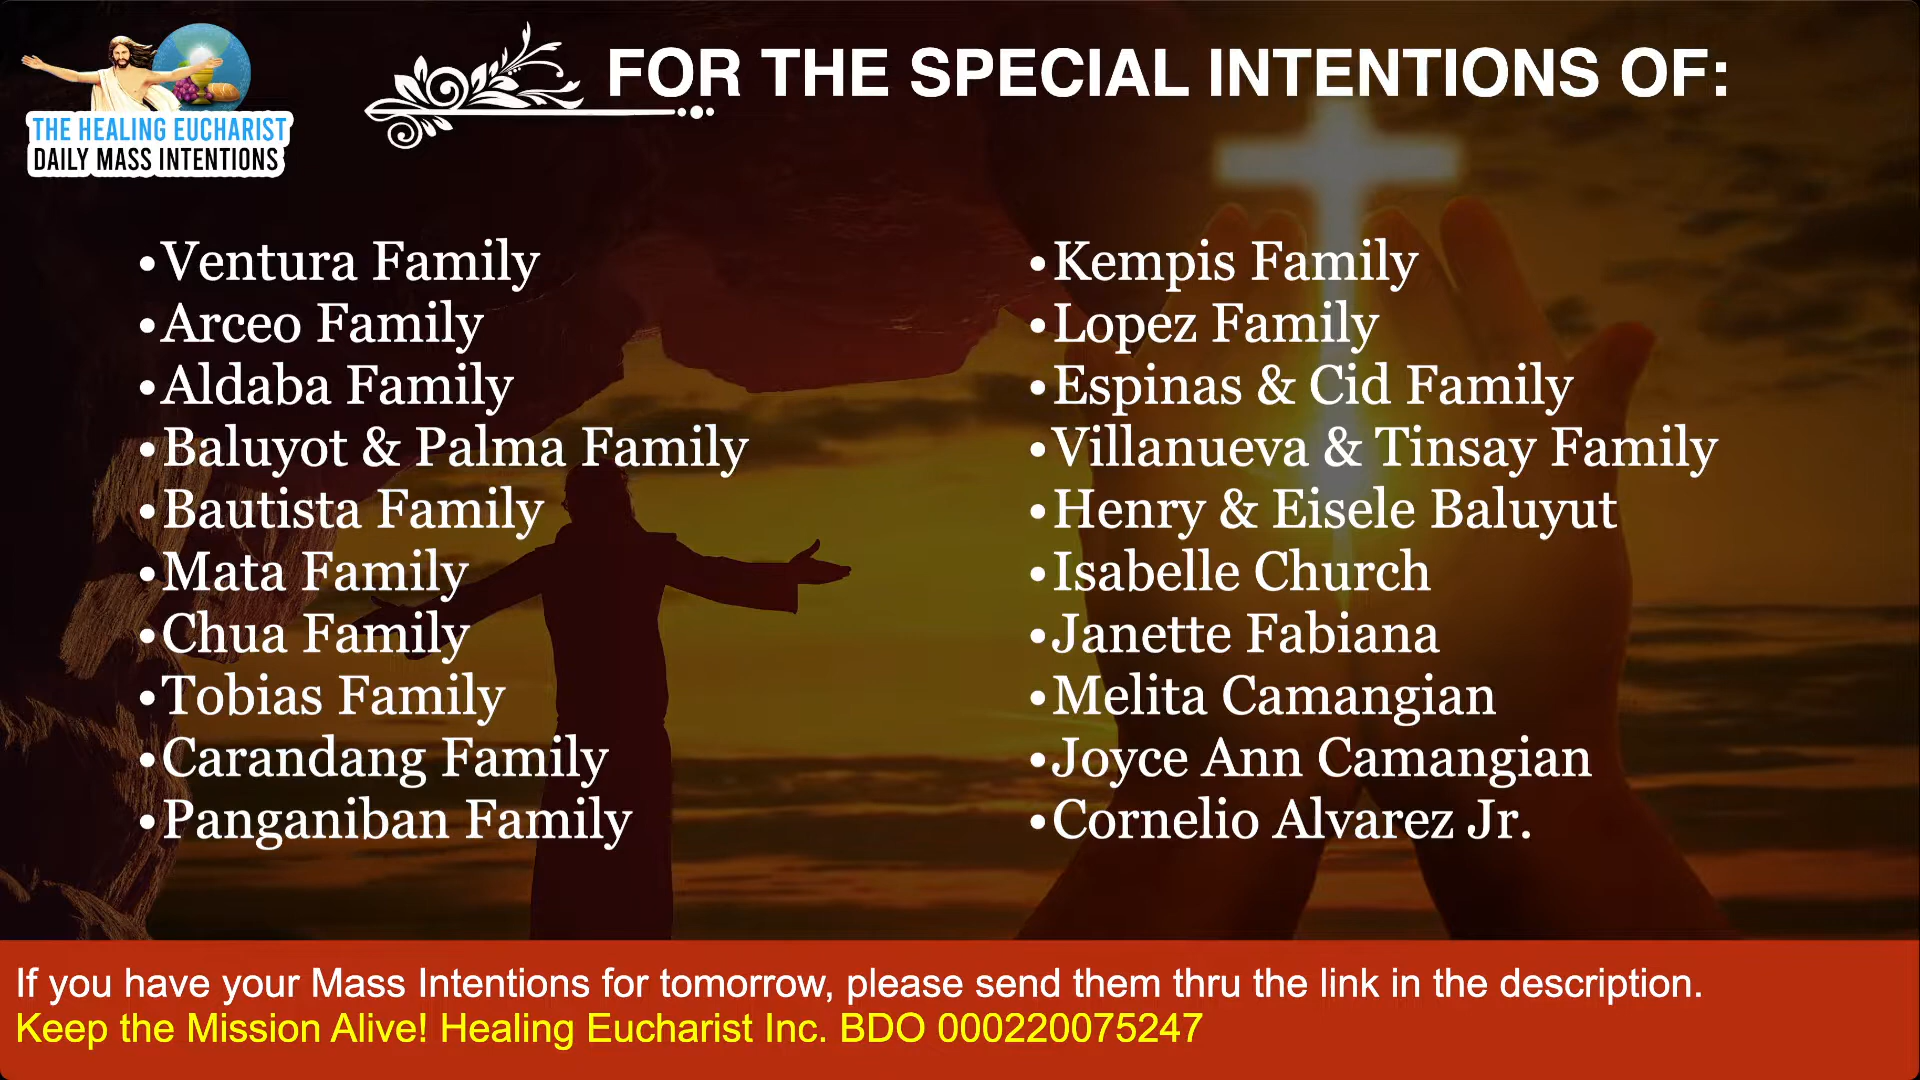 THE HEALING EUCHARIST
DAILY MASS INTENTIONS
FOR THE SPECIAL INTENTIONS OF:
•Ventura Family
•Arceo Family
•Aldaba Family
•Baluyot & Palma Family
•Bautista Family
•Mata Family
•Chua Family
•Tobias Family
•Carandang Family
•Panganiban Family
•Kempis Family
•Lopez Family
•Espinas & Cid Family
•Villanueva & Tinsay Family
•Henry & Eisele Baluyut
•Isabelle Church
•Janette Fabiana
•Melita Camangian
•Joyce Ann Camangian
•Cornelio Alvarez Jr.
If you have your Mass Intentions for tomorrow, please send them thru the link in the description.
Keep the Mission Alive! Healing Eucharist Inc. BDO 000220075247